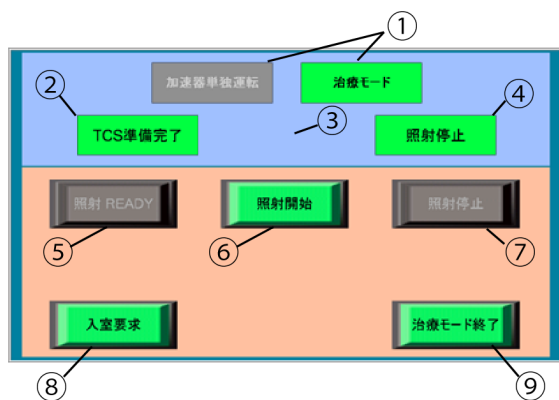 ①
加速器単独運転
治療モード
②
TCS準備完了
③
④
照射停止
照射 READY
照射開始
照射停止
⑤
⑥
⑦
入室要求
治療モード終了
⑧
⑨